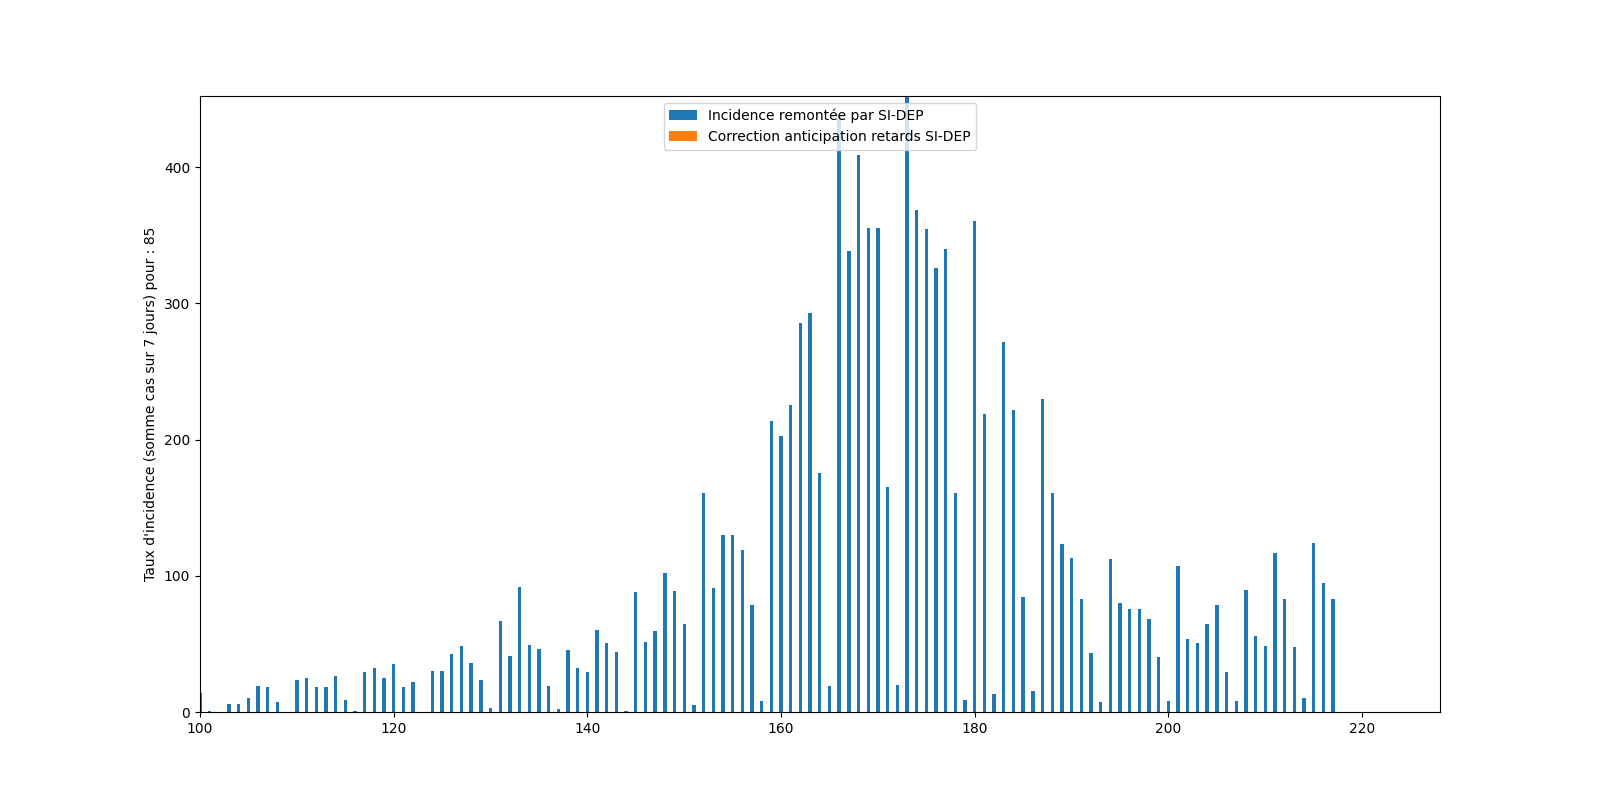 Incidence remontée par SI-DEP
Correction anticipation retards SI-DEP
Taux d'incidence (somme cas sur 7 jours) pour : 85
400
300
200
100
0
100 120 140 160 180 200 220